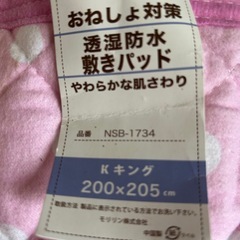 おねしょ対策
透湿防水
敷きパッド
やわらかな肌ざわり
品番 NSB-1734
K キング
200×205cm
モリリン株式会社
中国製